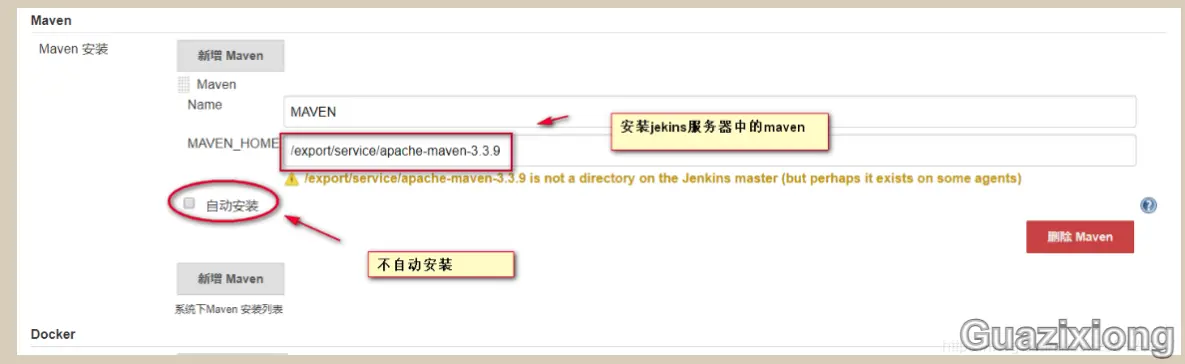 Maven
Maven 安装
新增 Maven
Maven
Name
MAVEN
安装jekins服务器中的maven
MAVEN_HOME
/export/service/apache-maven-3.3.9
/export/service/apache-maven-3.3.9 is not a directory on the Jenkins master (but perhaps it exists on some agents)
自动安装
删除 Maven
不自动安装
新增 Maven
系统下Maven 安装列表
Docker
Guazixiong